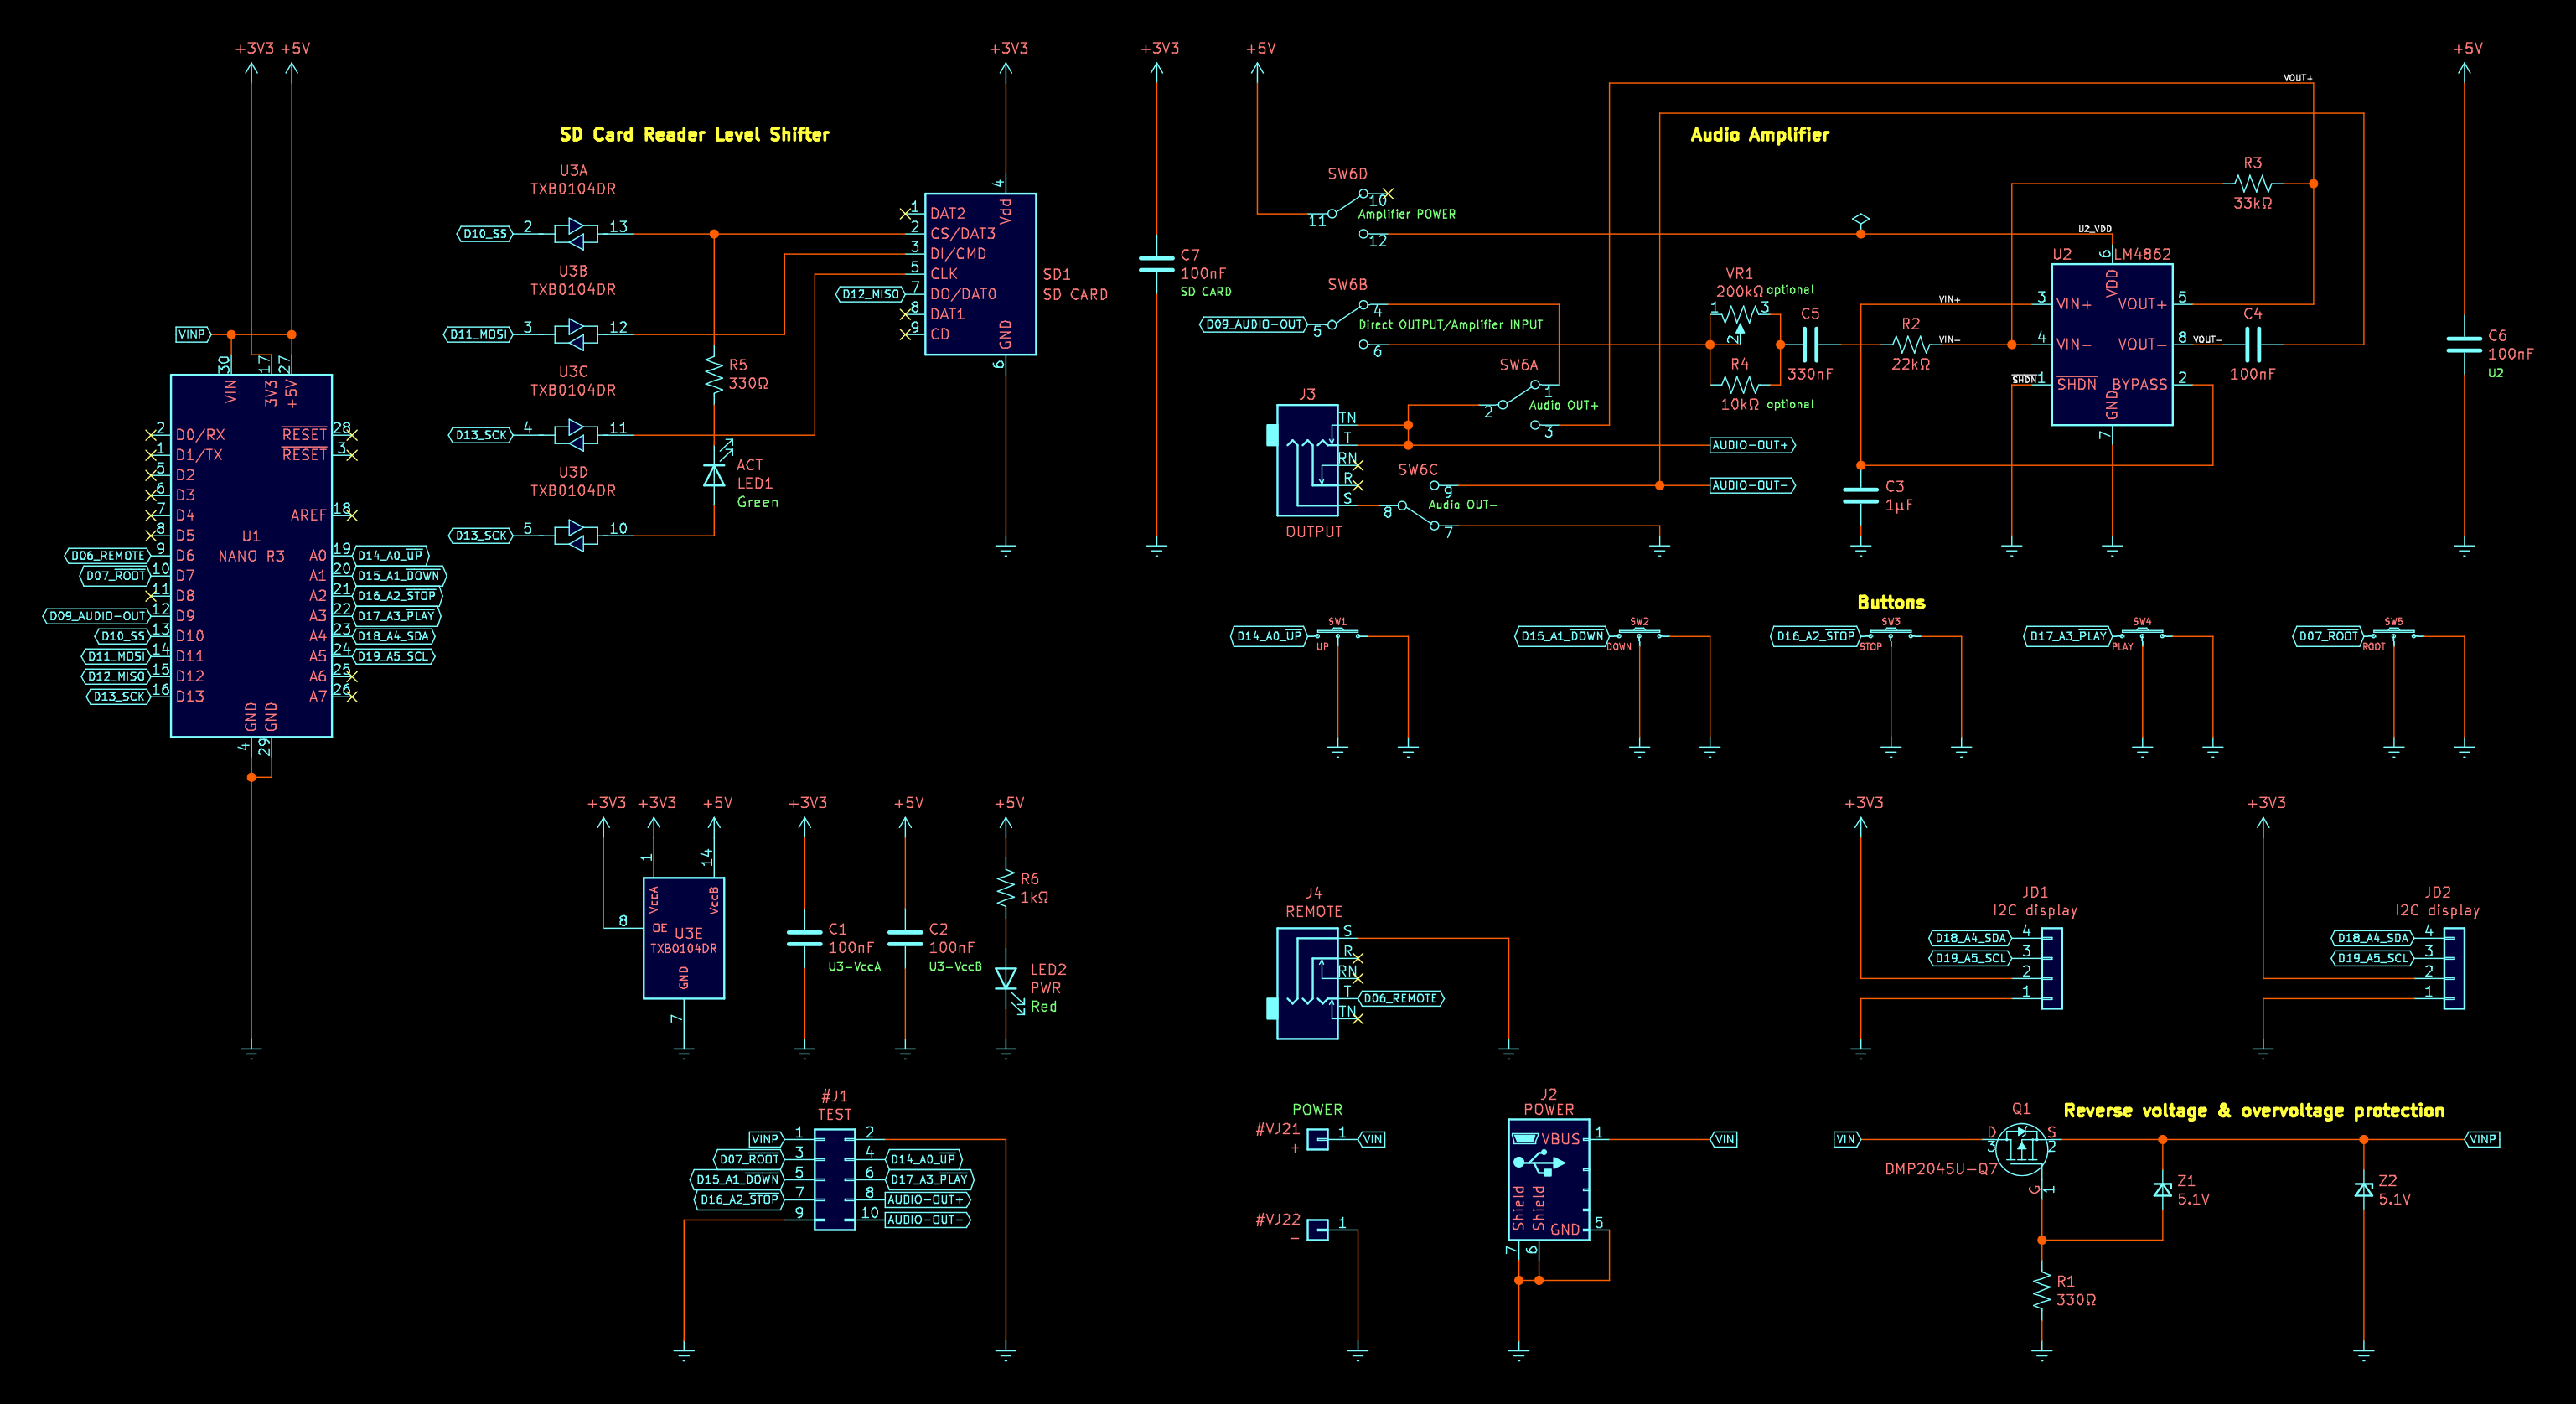 +3V3 +5V
+3V3
+3V3
+5V
+5V
SD Card Reader Level Shifter
Audio Amplifier
VOUT+
U3A
TXB0104DR
D10_SS 2 13
U3B
TXB0104DR
D11_MOSI 3 12
U3C
TXB0104DR
D13_SCK 4 11
U3D
TXB0104DR
D13_SCK 5 10
R5
330Ω
ACT
LED1
Green
4
Vdd
1 DAT2
2 CS/DAT3
3 DI/CMD
5 CLK
D12_MISO 7 DO/DAT0
8 DAT1
9 CD
GND
6
SD1
SD CARD
C7
100nF
SD CARD
SW6D
10
11
12
Amplifier POWER
SW6B
4
D09_AUDIO-OUT 5
6
Direct OUTPUT/Amplifier INPUT
SW6A
1
2
3
Audio OUT+
J3
TN
T
RN
R
S
OUTPUT
AUDIO-OUT+
AUDIO-OUT-
SW6C
9
8
7
Audio OUT-
VR1
200kΩ optional
1 3
2
R4
10kΩ optional
C5
330nF
R2
22kΩ
C3
1µF
U2_VDD
U2 LM4862
6
VDD
VIN+ 3 VIN+ VOUT+ 5
VIN- 4 VIN- VOUT- 8 VOUT-
SHDN 1 SHDN BYPASS 2
GND
7
R3
33kΩ
C4
100nF
C6
100nF
U2
VINP
30 17 27
VIN 3V3 +5V
2 D0/RX RESET 28
1 D1/TX RESET 3
5 D2
6 D3
7 D4 AREF 18
8 D5
U1
NANO R3
D06_REMOTE 9 D6 A0 19 D14_A0_UP
D07_ROOT 10 D7 A1 20 D15_A1_DOWN
11 D8 A2 21 D16_A2_STOP
D09_AUDIO-OUT 12 D9 A3 22 D17_A3_PLAY
D10_SS 13 D10 A4 23 D18_A4_SDA
D11_MOSI 14 D11 A5 24 D19_A5_SCL
D12_MISO 15 D12 A6 25
D13_SCK 16 D13 A7 26
GND GND
4 29
Buttons
D14_A0_UP SW1 UP
D15_A1_DOWN SW2 DOWN
D16_A2_STOP SW3 STOP
D17_A3_PLAY SW4 PLAY
D07_ROOT SW5 ROOT
+3V3 +3V3 +5V
1 14
VccA VccB
8 OE
U3E
TXB0104DR
GND
7
+3V3
C1
100nF
U3-VccA
+5V
C2
100nF
U3-VccB
+5V
R6
1kΩ
LED2
PWR
Red
J4
REMOTE
S
R
RN
T D06_REMOTE
TN
+3V3
JD1
I2C display
D18_A4_SDA 4
D19_A5_SCL 3
2
1
+3V3
JD2
I2C display
D18_A4_SDA 4
D19_A5_SCL 3
2
1
#J1
TEST
VINP 1 2
D07_ROOT 3 4 D14_A0_UP
D15_A1_DOWN 5 6 D17_A3_PLAY
D16_A2_STOP 7 8 AUDIO-OUT+
9 10 AUDIO-OUT-
POWER
#VJ21
+ 1 VIN
#VJ22
- 1
J2
POWER
VBUS 1 VIN
Shield Shield
GND 5
7 6
Reverse voltage & overvoltage protection
Q1
VIN D 3 S 2 VINP
DMP2045U-Q7
G 1
Z1
5.1V
Z2
5.1V
R1
330Ω